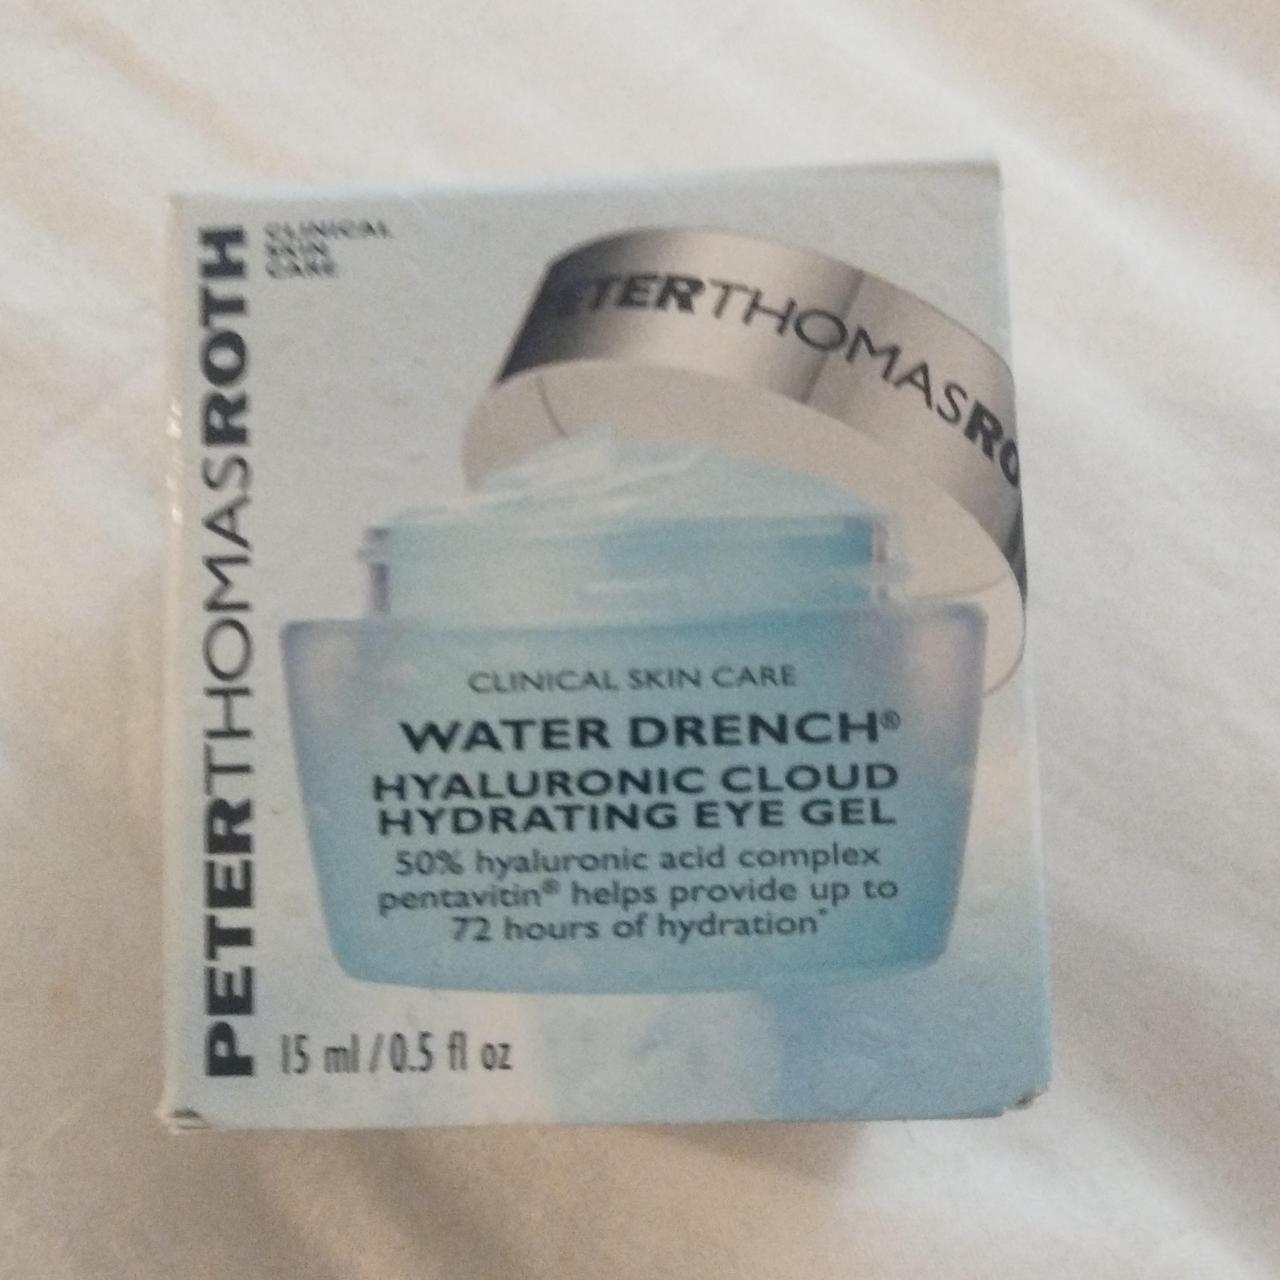 PETERTHOMASROTH
CLINICAL
SKIN
CARE
ETERTHOMASRO
CLINICAL SKIN CARE
WATER DRENCH®
HYALURONIC CLOUD
HYDRATING EYE GEL
50% hyaluronic acid complex
pentavitin® helps provide up to
72 hours of hydration*
15 ml / 0.5 fl oz